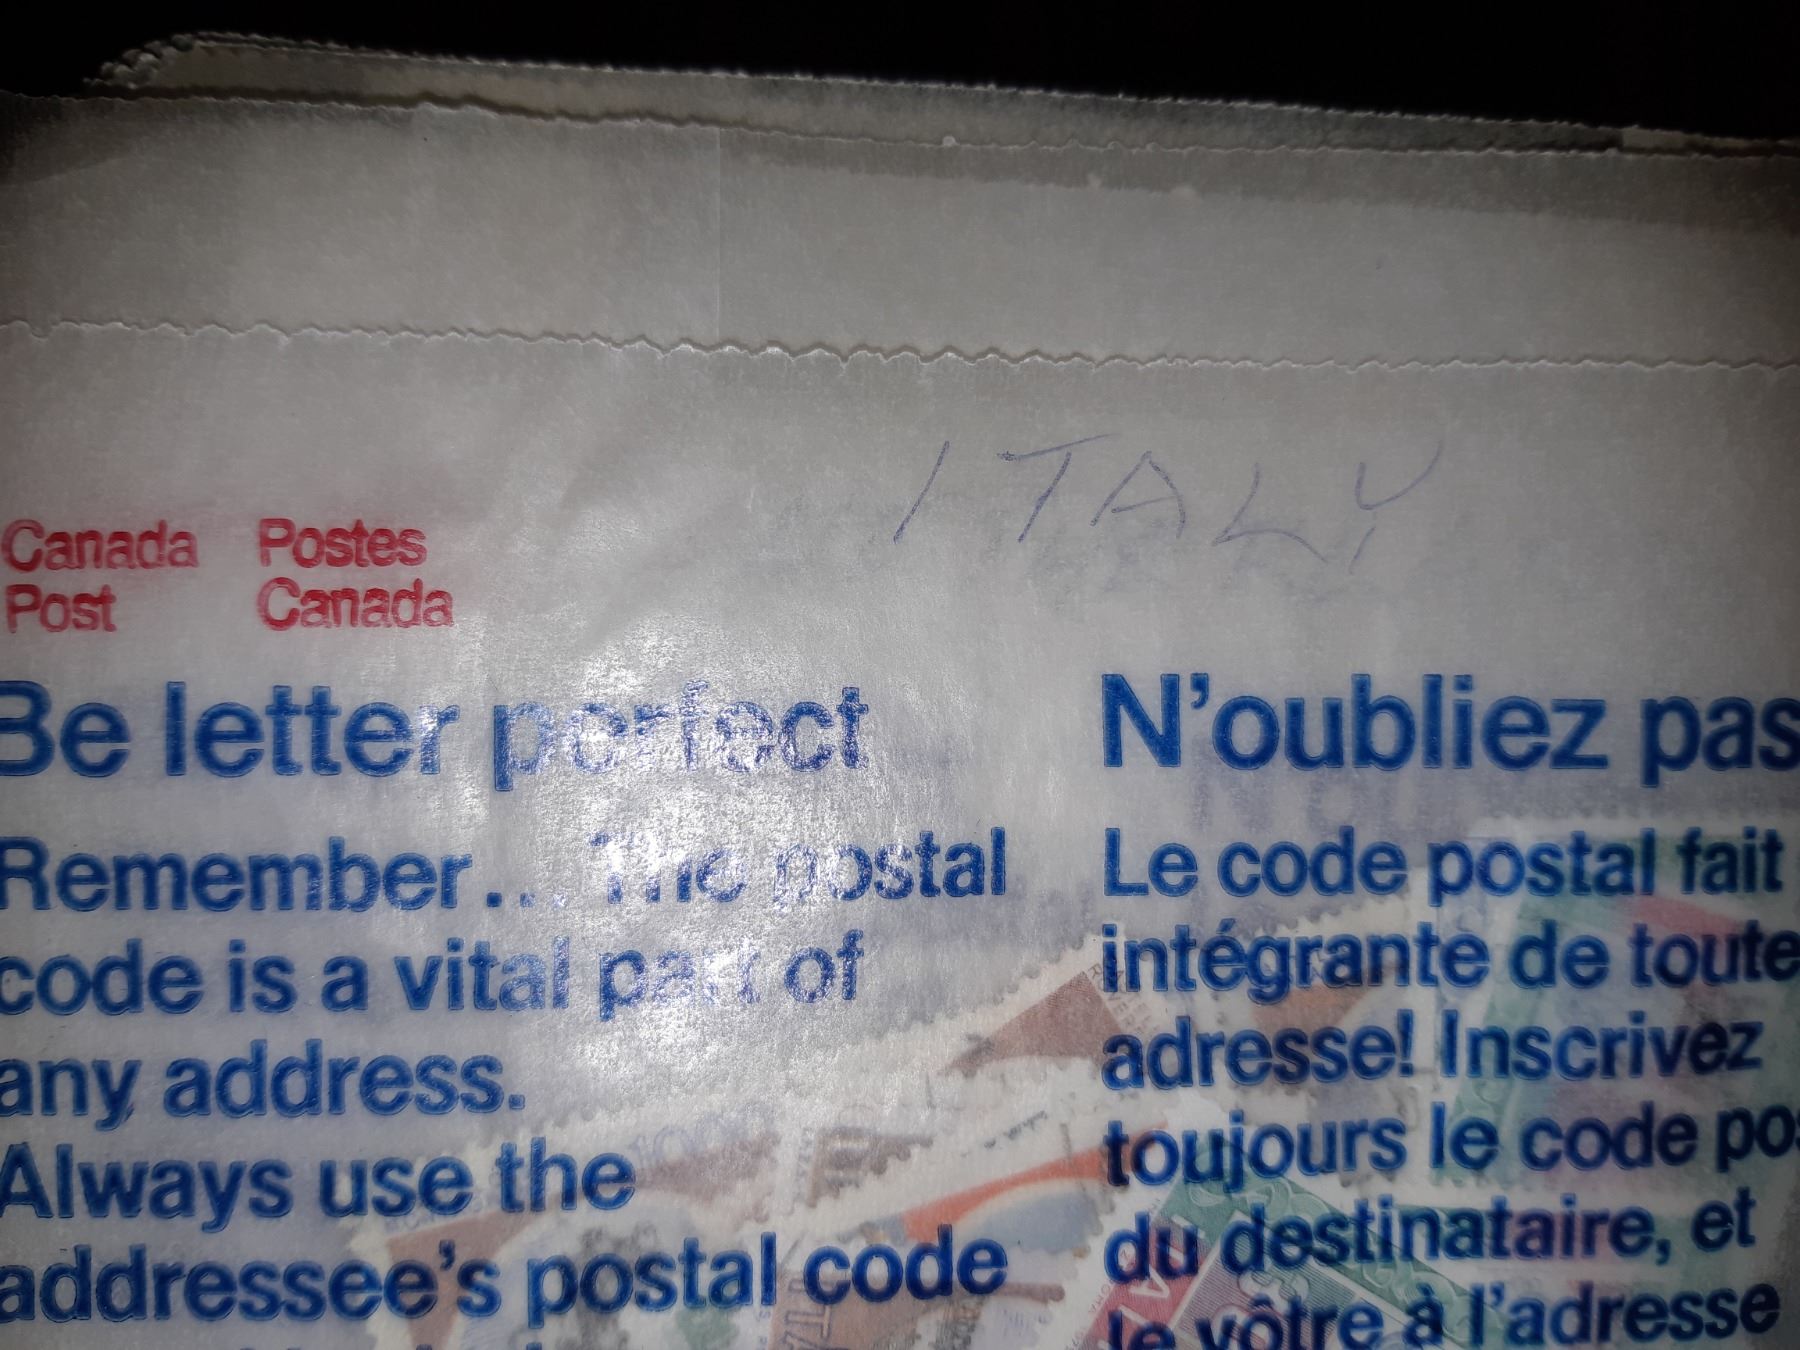 ITALY
Canada Postes
Post Canada
Be letter perfect
Remember... The postal
code is a vital part of
any address.
Always use the
addressee's postal code
N'oubliez pas
Le code postal fait
intégrante de toute
adresse! Inscrivez
toujours le code
du destinataire, et
le vôtre à l'adresse